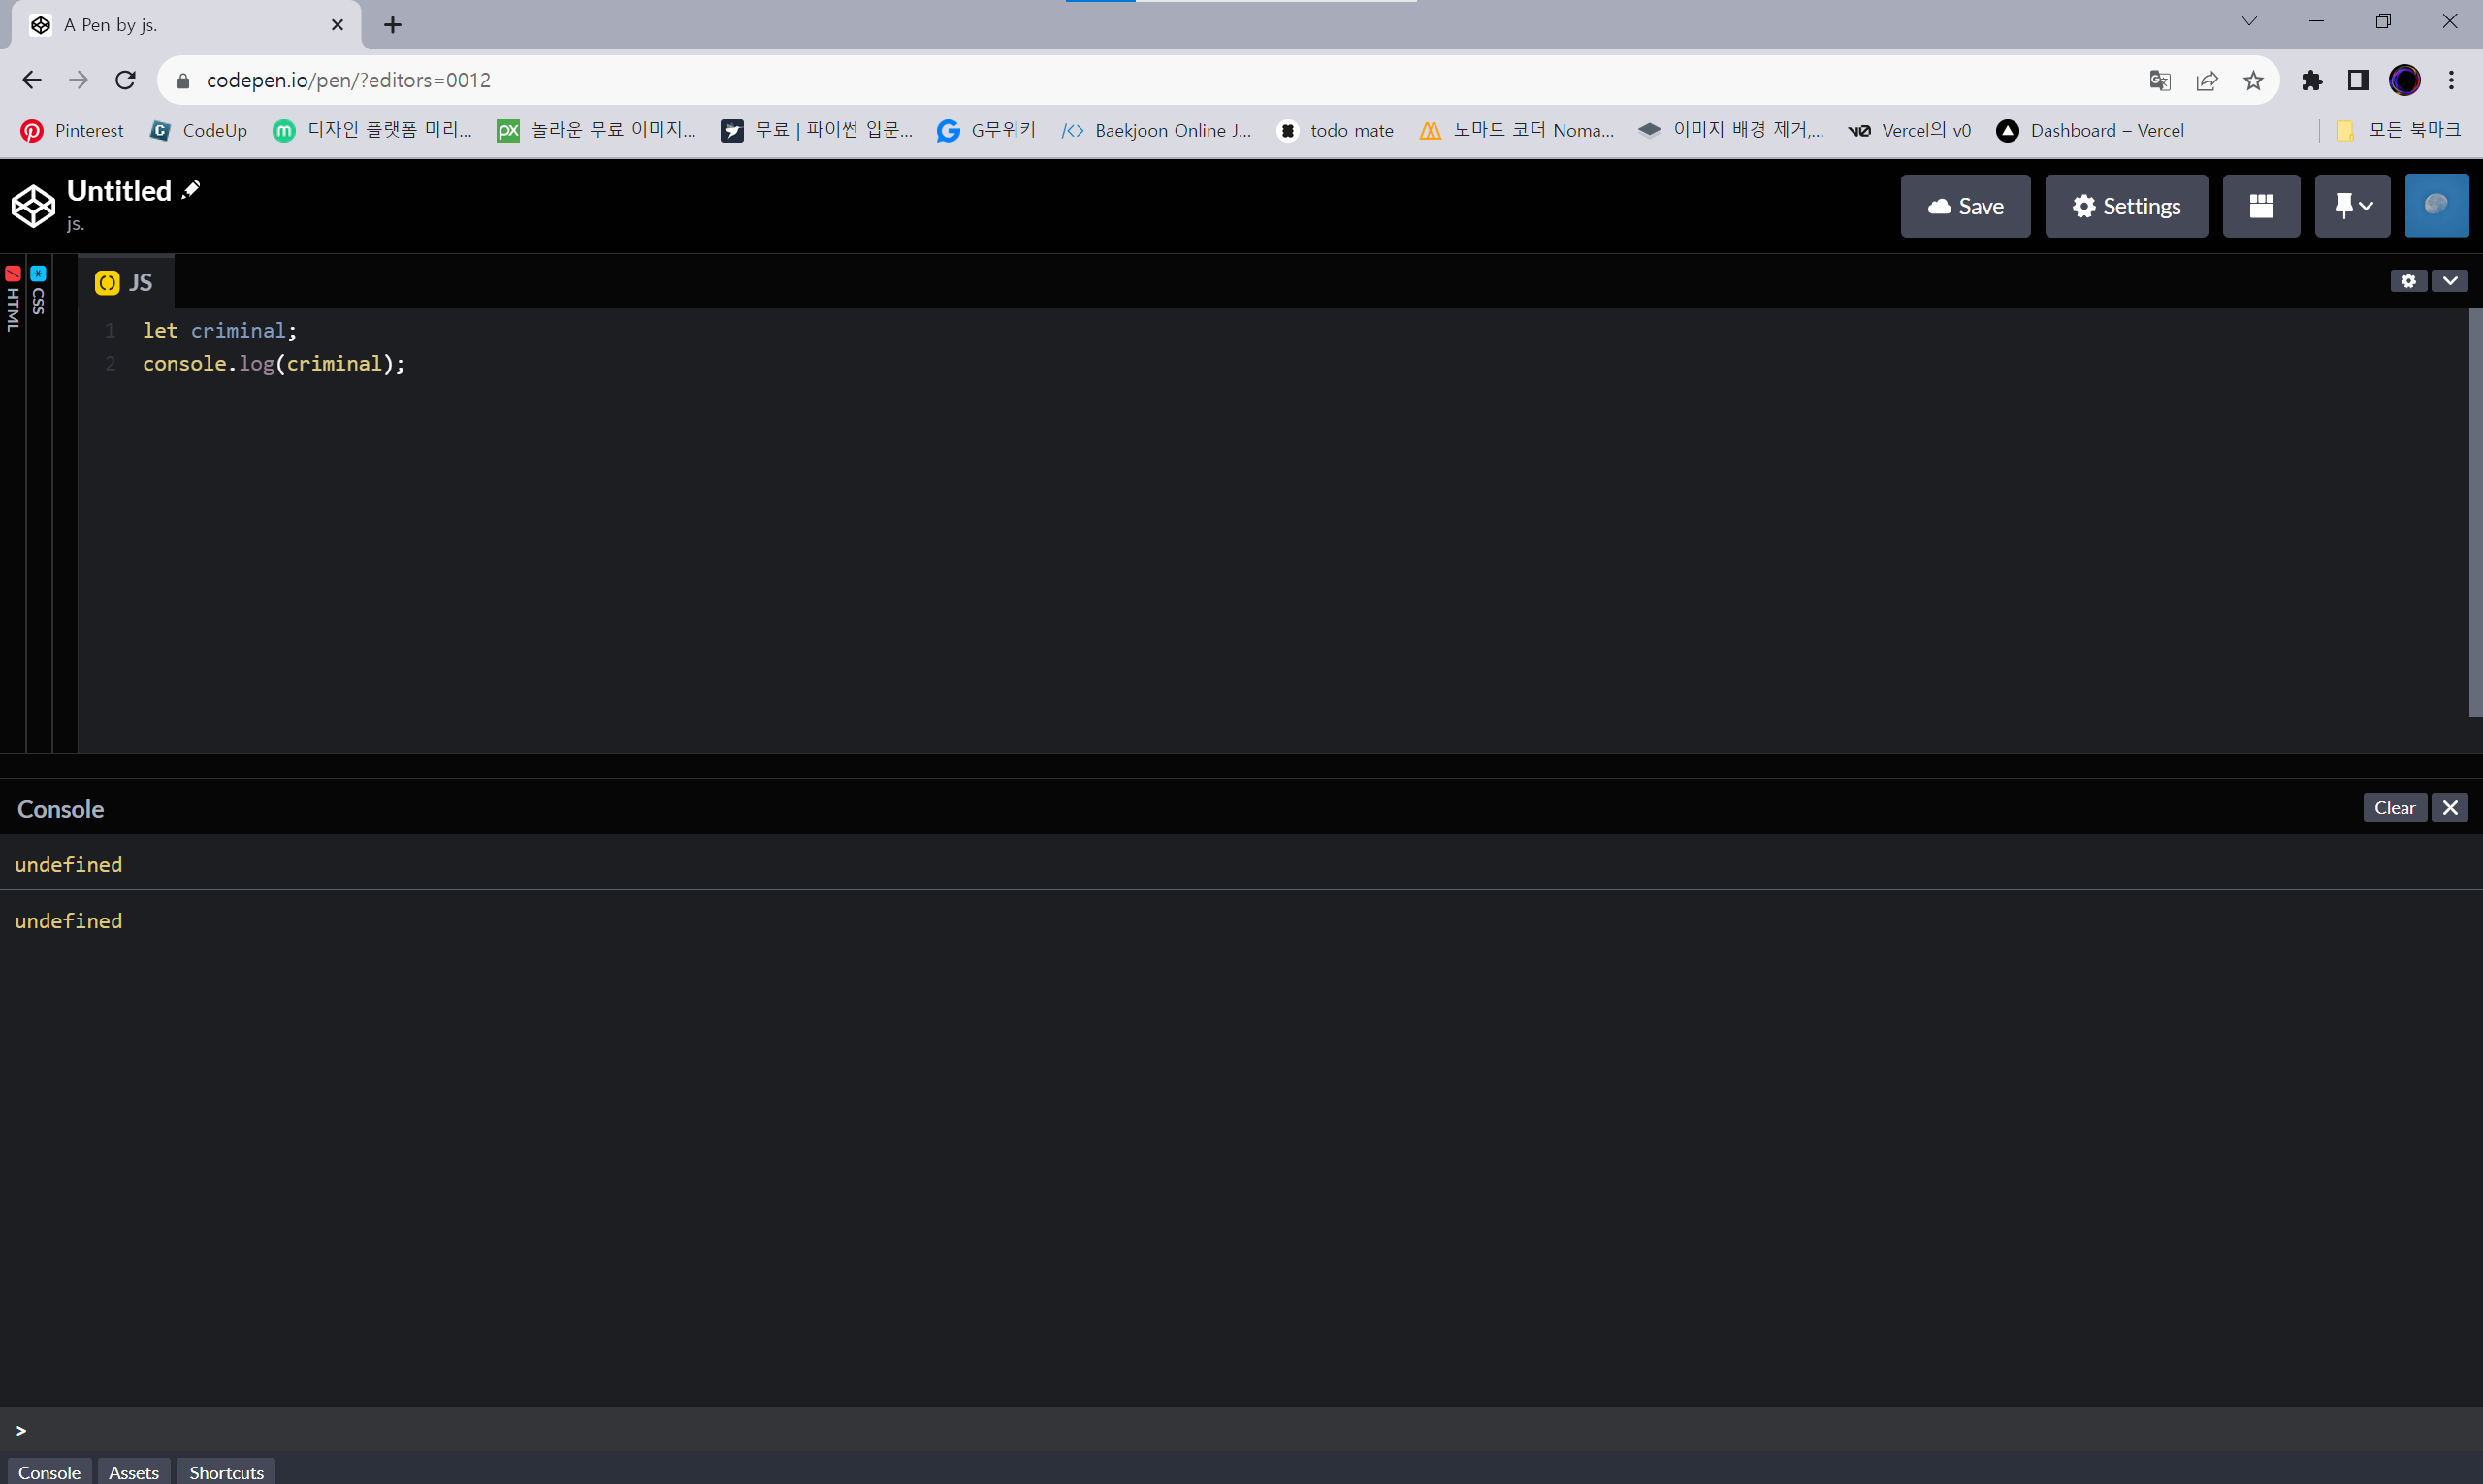 A Pen by js.
codepen.io/pen/?editors=0012
Pinterest CodeUp 디자인 플랫폼 미리... 놀라운 무료 이미지... 무료 | 파이썬 입문... G무위키 Baekjoon Online J... todo mate 노마드 코더 Noma... 이미지 배경 제거,... Vercel의 v0 Dashboard – Vercel 모든 북마크
Untitled
js.
Save Settings
HTML
CSS
JS
1 let criminal;
2 console.log(criminal);
Console
Clear
undefined
undefined
>
Console Assets Shortcuts